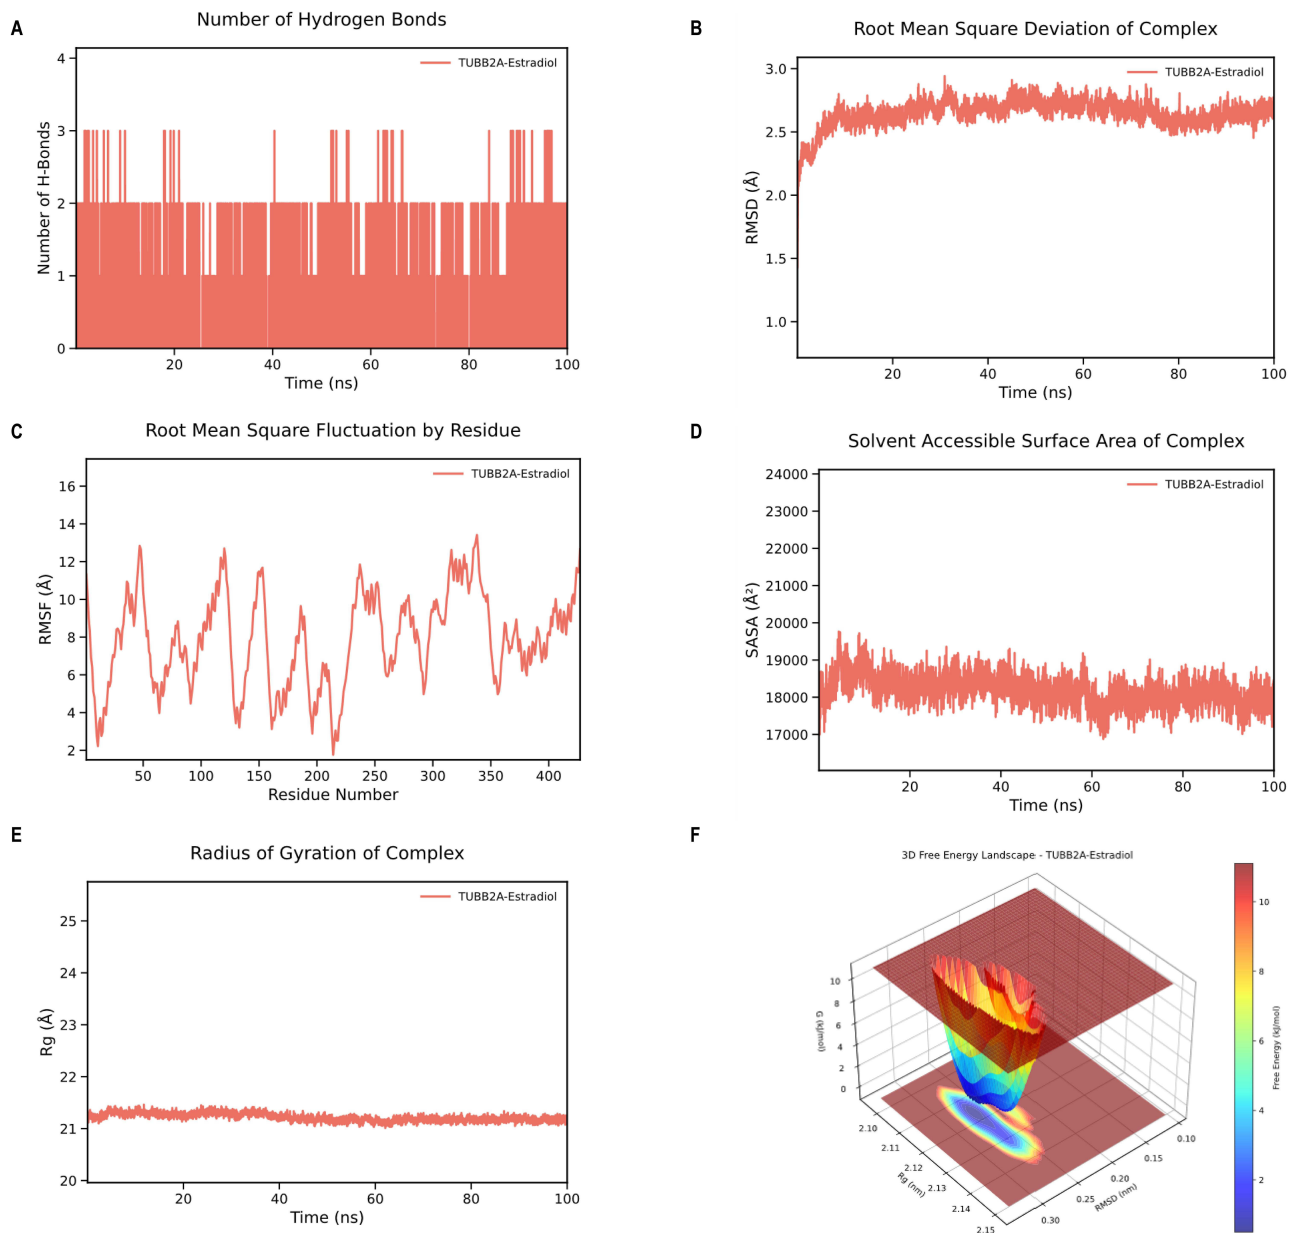 A
Number of Hydrogen Bonds
TUBB2A-Estradiol
Number of H-Bonds
4
3
2
1
0
20
40
60
80
100
Time (ns)
B
Root Mean Square Deviation of Complex
TUBB2A-Estradiol
RMSD (Å)
3.0
2.5
2.0
1.5
1.0
20
40
60
80
100
Time (ns)
C
Root Mean Square Fluctuation by Residue
TUBB2A-Estradiol
RMSF (Å)
16
14
12
10
8
6
4
2
50
100
150
200
250
300
350
400
Residue Number
D
Solvent Accessible Surface Area of Complex
TUBB2A-Estradiol
SASA (Å²)
24000
23000
22000
21000
20000
19000
18000
17000
20
40
60
80
100
Time (ns)
E
Radius of Gyration of Complex
TUBB2A-Estradiol
Rg (Å)
25
24
23
22
21
20
20
40
60
80
100
Time (ns)
F
3D Free Energy Landscape - TUBB2A-Estradiol
G (kJ/mol)
10
8
6
4
2
0
2.10
2.11
2.12
2.13
2.14
2.15
Rg (nm)
0.30
0.25
0.20
0.15
0.10
RMSD (nm)
10
8
6
4
2
Free Energy (kJ/mol)